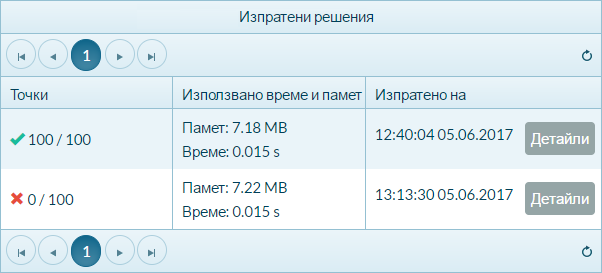 Изпратени решения
1
Точки Използвано време и памет Изпратено на
100 / 100 Памет: 7.18 MB
Време: 0.015 s 12:40:04 05.06.2017 Детайли
0 / 100 Памет: 7.22 MB
Време: 0.015 s 13:13:30 05.06.2017 Детайли
1